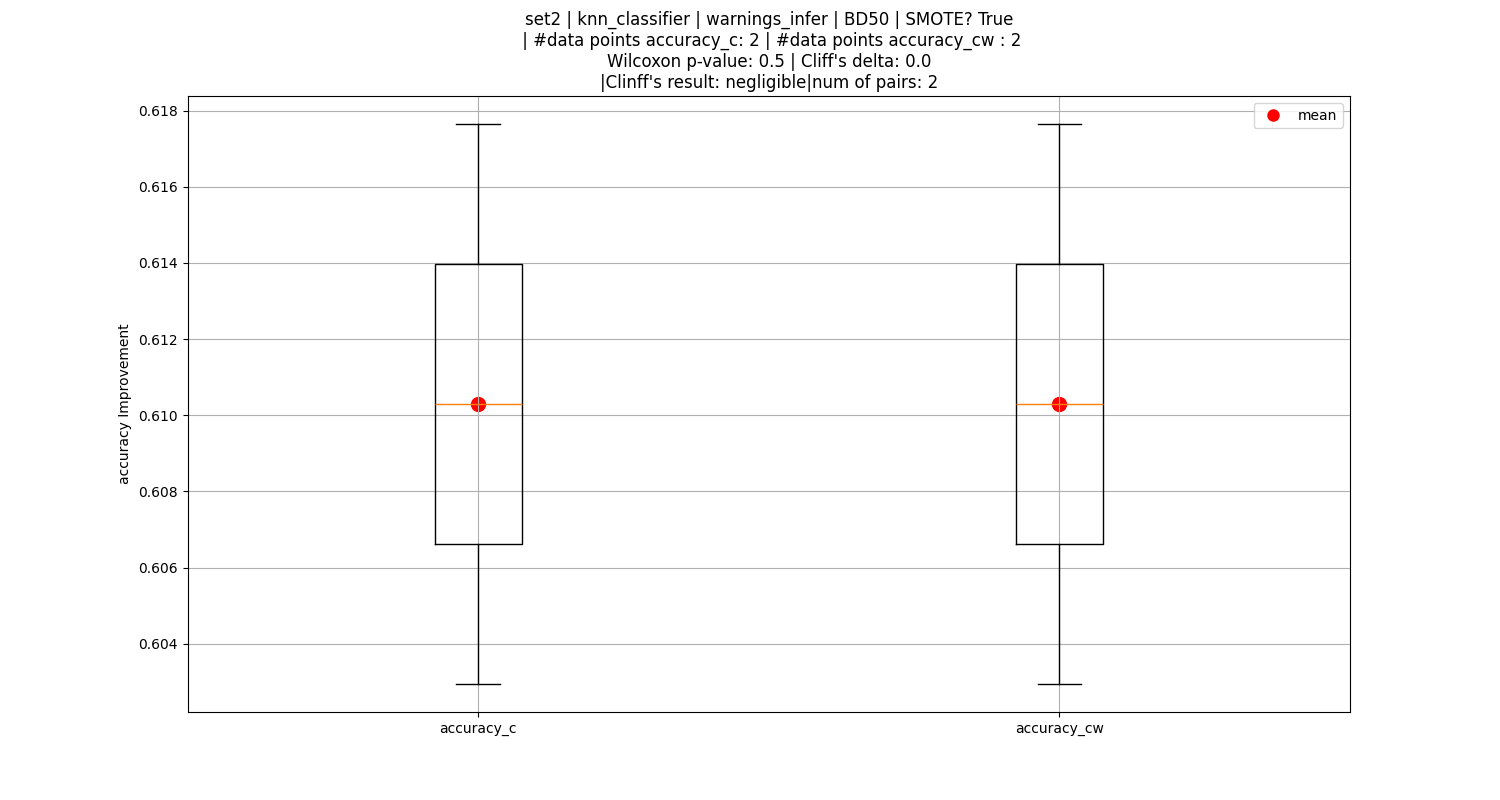 set2 | knn_classifier | warnings_infer | BD50 | SMOTE? True
| #data points accuracy_c: 2 | #data points accuracy_cw : 2
Wilcoxon p-value: 0.5 | Cliff's delta: 0.0
|Clinff's result: negligible|num of pairs: 2
mean
0.618
0.616
0.614
0.612
0.610
0.608
0.606
0.604
accuracy Improvement
accuracy_c
accuracy_cw